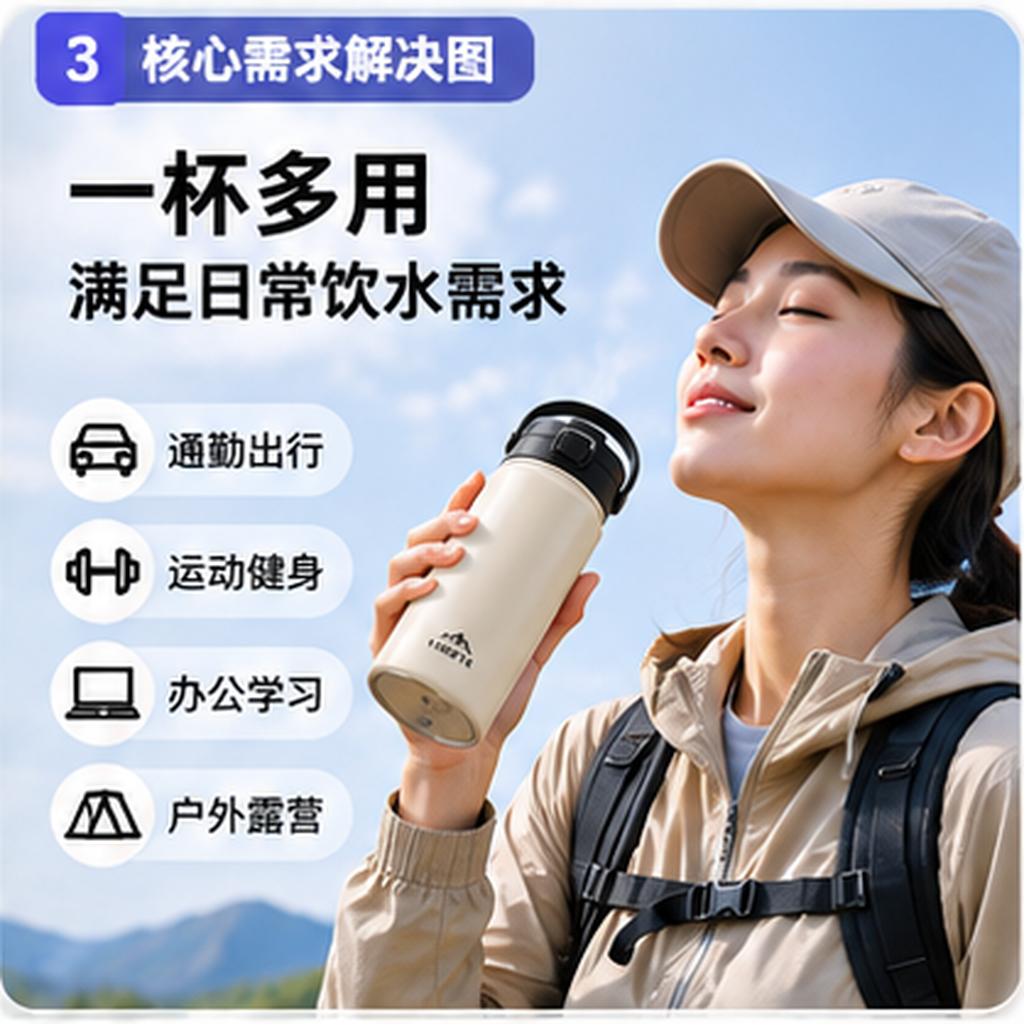 3 核心需求解决图
一杯多用
满足日常饮水需求
通勤出行
运动健身
办公学习
户外露营